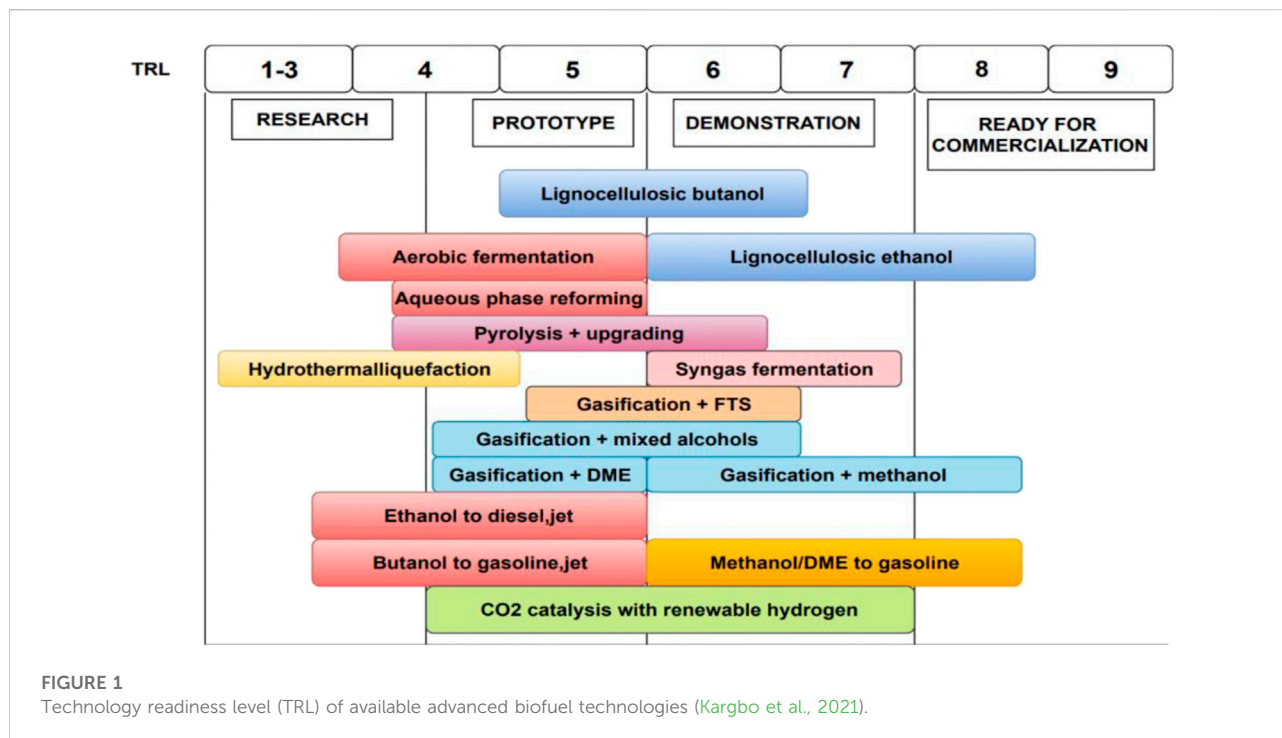 TRL 1-3 4 5 6 7 8 9
RESEARCH PROTOTYPE DEMONSTRATION READY FOR
COMMERCIALIZATION
Lignocellulosic butanol
Aerobic fermentation Lignocellulosic ethanol
Aqueous phase reforming
Pyrolysis + upgrading
Hydrothermalliquefaction Syngas fermentation
Gasification + FTS
Gasification + mixed alcohols
Gasification + DME Gasification + methanol
Ethanol to diesel,jet
Butanol to gasoline,jet Methanol/DME to gasoline
CO2 catalysis with renewable hydrogen
FIGURE 1
Technology readiness level (TRL) of available advanced biofuel technologies (Kargbo et al., 2021).